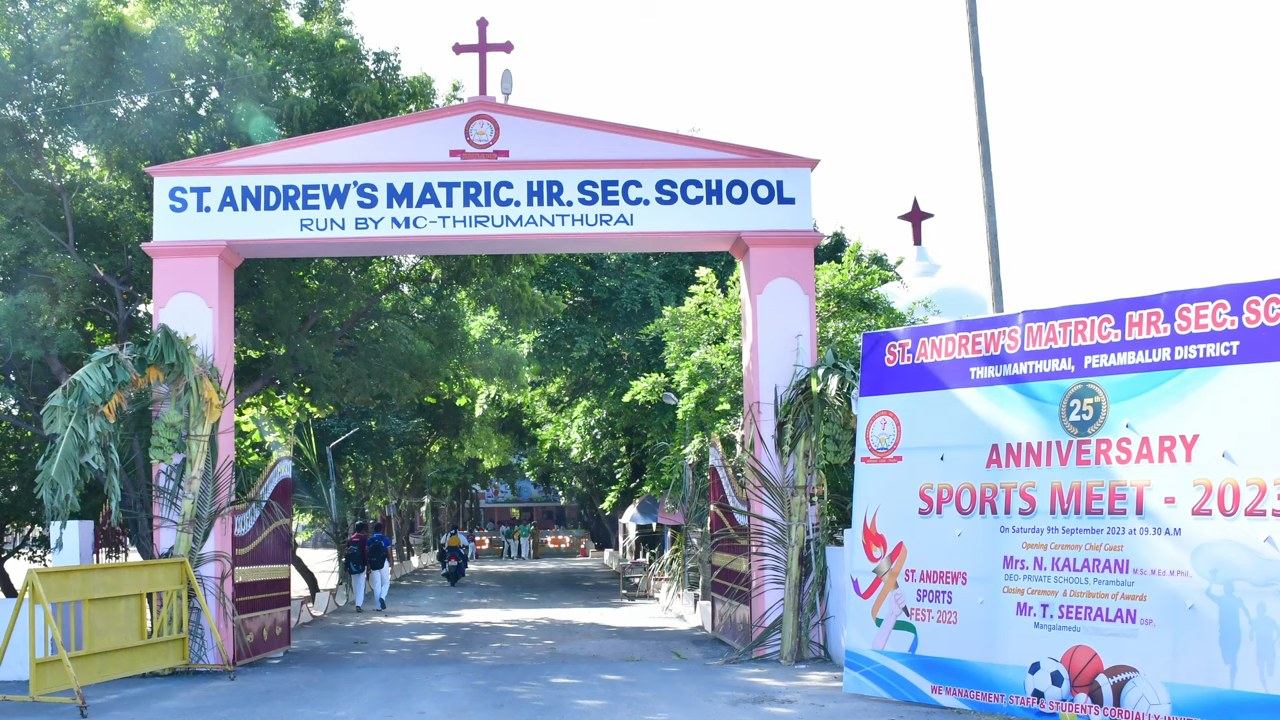 ST. ANDREW'S MATRIC. HR. SEC. SCHOOL
RUN BY MC-THIRUMANTHURAI
ST. ANDREW'S MATRIC. HR. SEC. SC
THIRUMANTHURAI, PERAMBALUR DISTRICT
25th
ANNIVERSARY
SPORTS MEET - 2023
On Saturday 9th September 2023 at 09.30 A.M
Opening Ceremony Chief Guest
Mrs. N. KALARANI M.Sc.,M.Ed.,M.Phil.,
DEO- PRIVATE SCHOOLS, Perambalur
Closing Ceremony & Distribution of Awards
Mr. T. SEERALAN DSP.,
Mangalamedu
ST. ANDREW'S
SPORTS
FEST- 2023
WE MANAGEMENT, STAFF & STUDENTS CORDIALLY INVIT